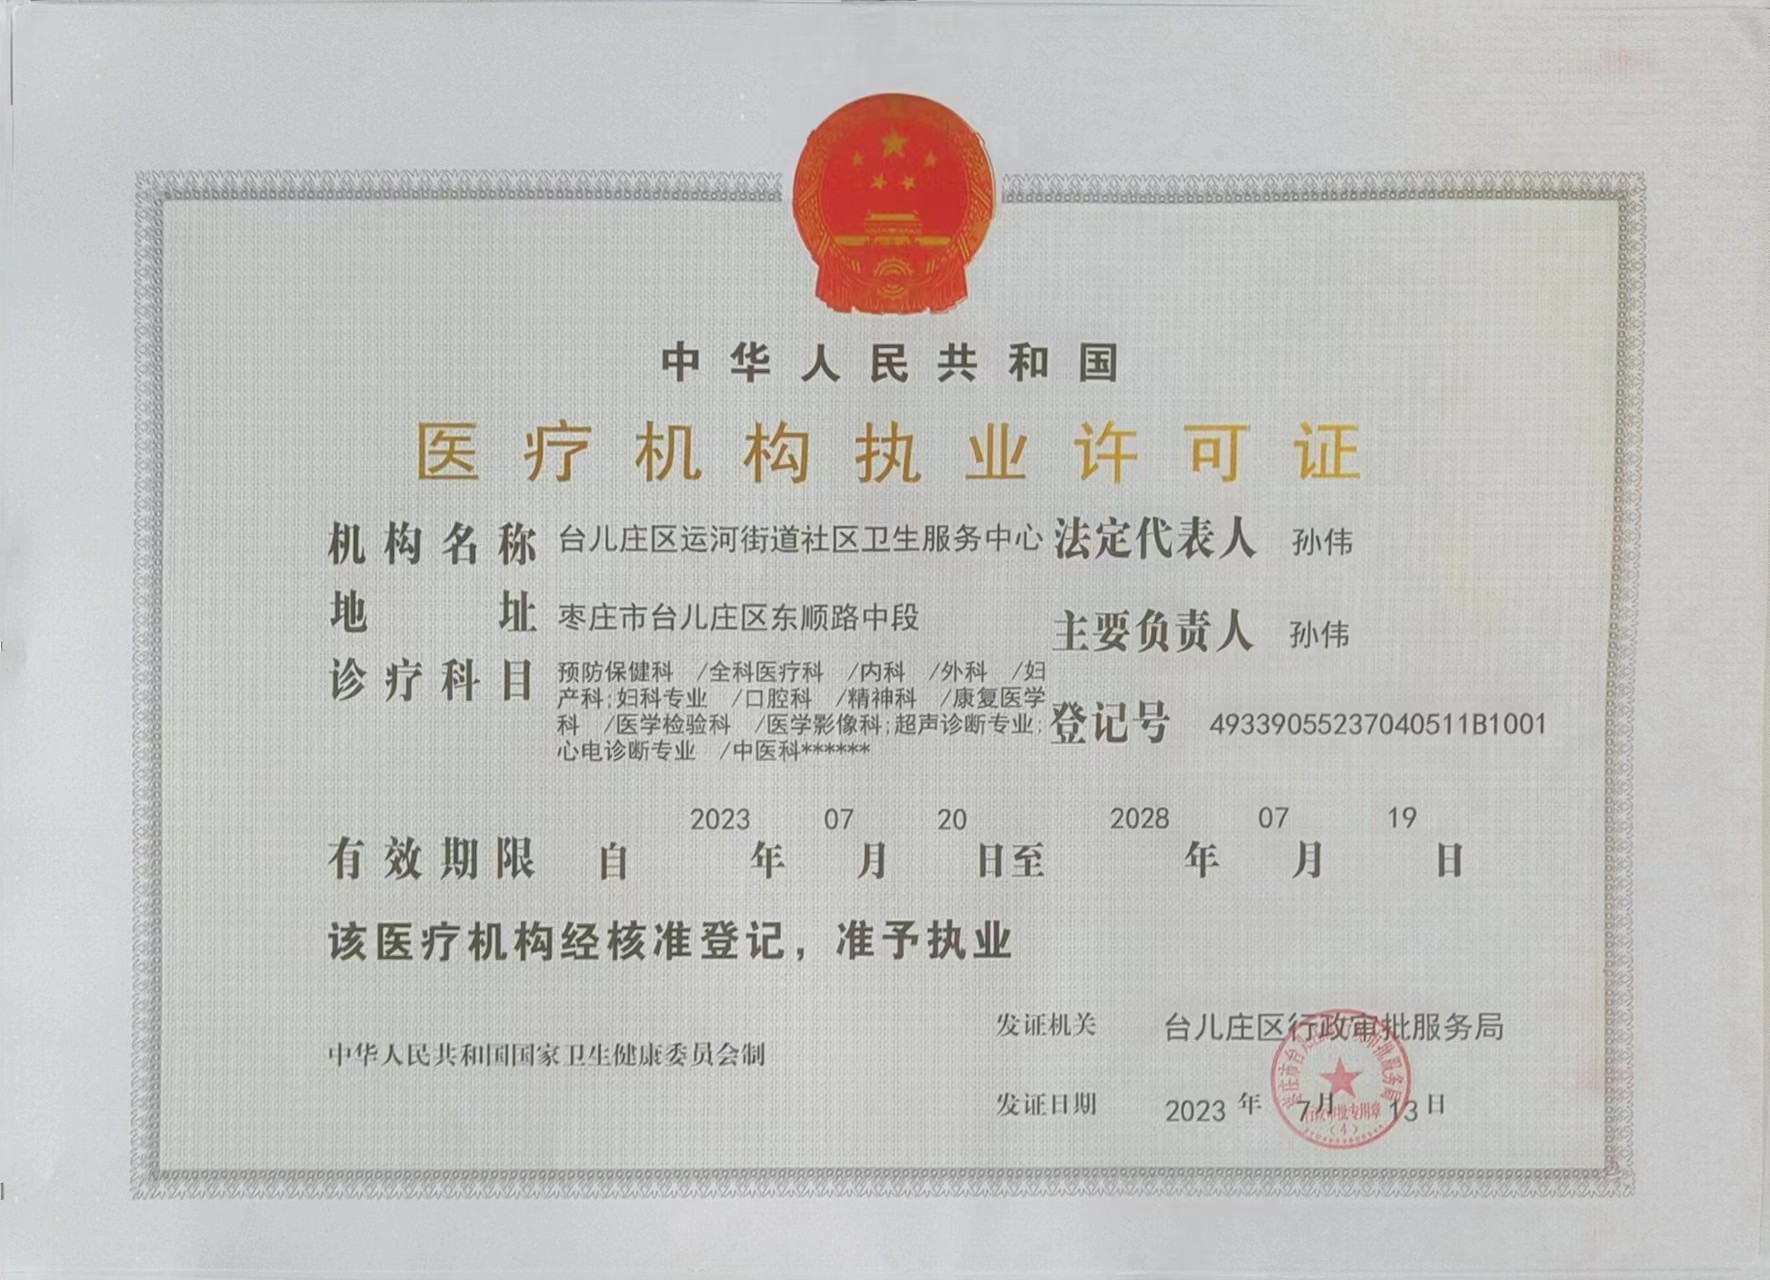 中华人民共和国
医疗机构执业许可证
机构名称 台儿庄区运河街道社区卫生服务中心 法定代表人 孙伟
地址 枣庄市台儿庄区东顺路中段 主要负责人 孙伟
诊疗科目 预防保健科 /全科医疗科 /内科 /外科 /妇
产科;妇科专业 /口腔科 /精神科 /康复医学
科 /医学检验科 /医学影像科;超声诊断专业;
心电诊断专业 /中医科******
登记号 49339055237040511B1001
有效期限 自 2023 年 07 月 20 日至 2028 年 07 月 19 日
该医疗机构经核准登记，准予执业
发证机关 台儿庄区行政审批服务局
中华人民共和国国家卫生健康委员会制
发证日期 2023 年 7月 13 日
行政审批专用章
(4)